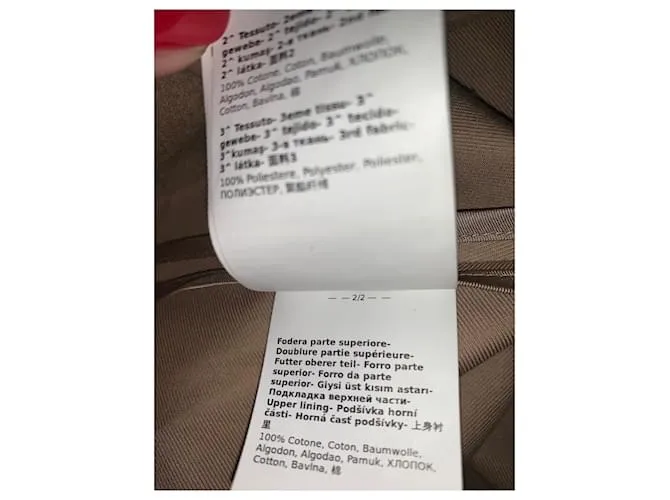 2^ Tessuto- 2eme
gewebe- 2^ tejido- 2^
2^ kumaş- 2-я ткань- 2nd
2^ látka- 面料2
100% Cotone, Coton, Baumwolle,
Algodon, Algodao, Pamuk, ХЛОПОК,
Cotton, Bavlna, 棉
3^ Tessuto- 3eme tissu- 3^
gewebe- 3^ tejido- 3^ tecido-
3^kumaş- 3-я ткань- 3rd fabric-
3^ látka- 面料3
100% Poliestere, Polyester, Poliester,
ПОЛИЭСТЕР, 聚酯纤维
— — 2/2 — —
Fodera parte superiore-
Doublure partie supérieure-
Futter oberer teil- Forro parte
superior- Forro da parte
superior- Giysi üst kısım astarı-
Подкладка верхней части-
Upper lining- Podšívka horní
části- Horná časť podšívky- 上身衬
里
100% Cotone, Coton, Baumwolle,
Algodon, Algodao, Pamuk, ХЛОПОК,
Cotton, Bavlna, 棉